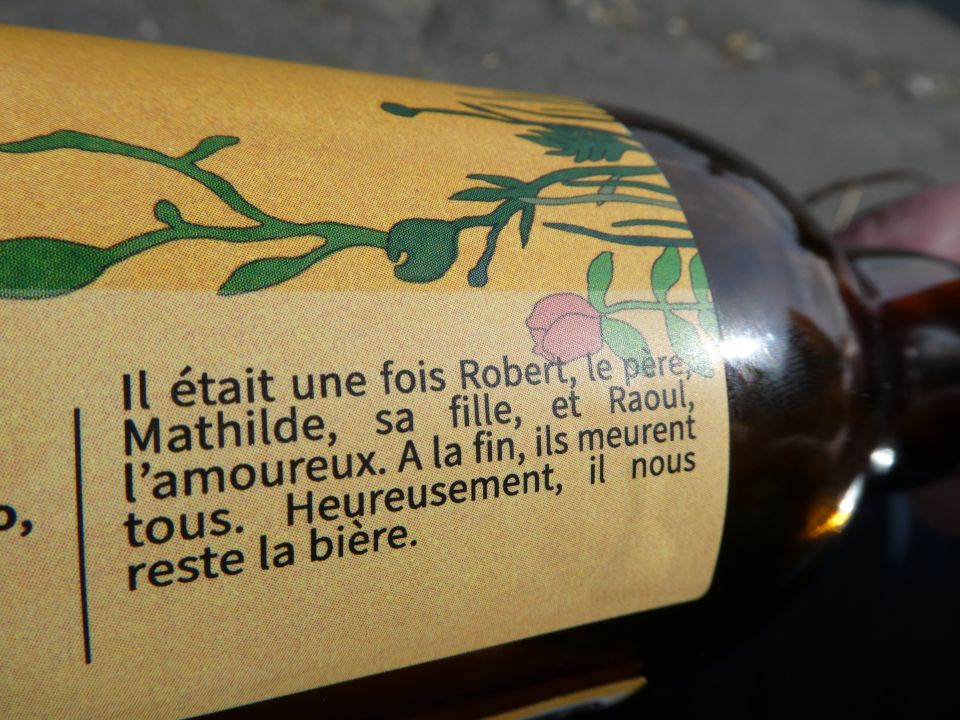 Il était une fois Robert, le père,
Mathilde, sa fille, et Raoul,
l'amoureux. A la fin, ils meurent
tous. Heureusement, il nous
reste la bière.